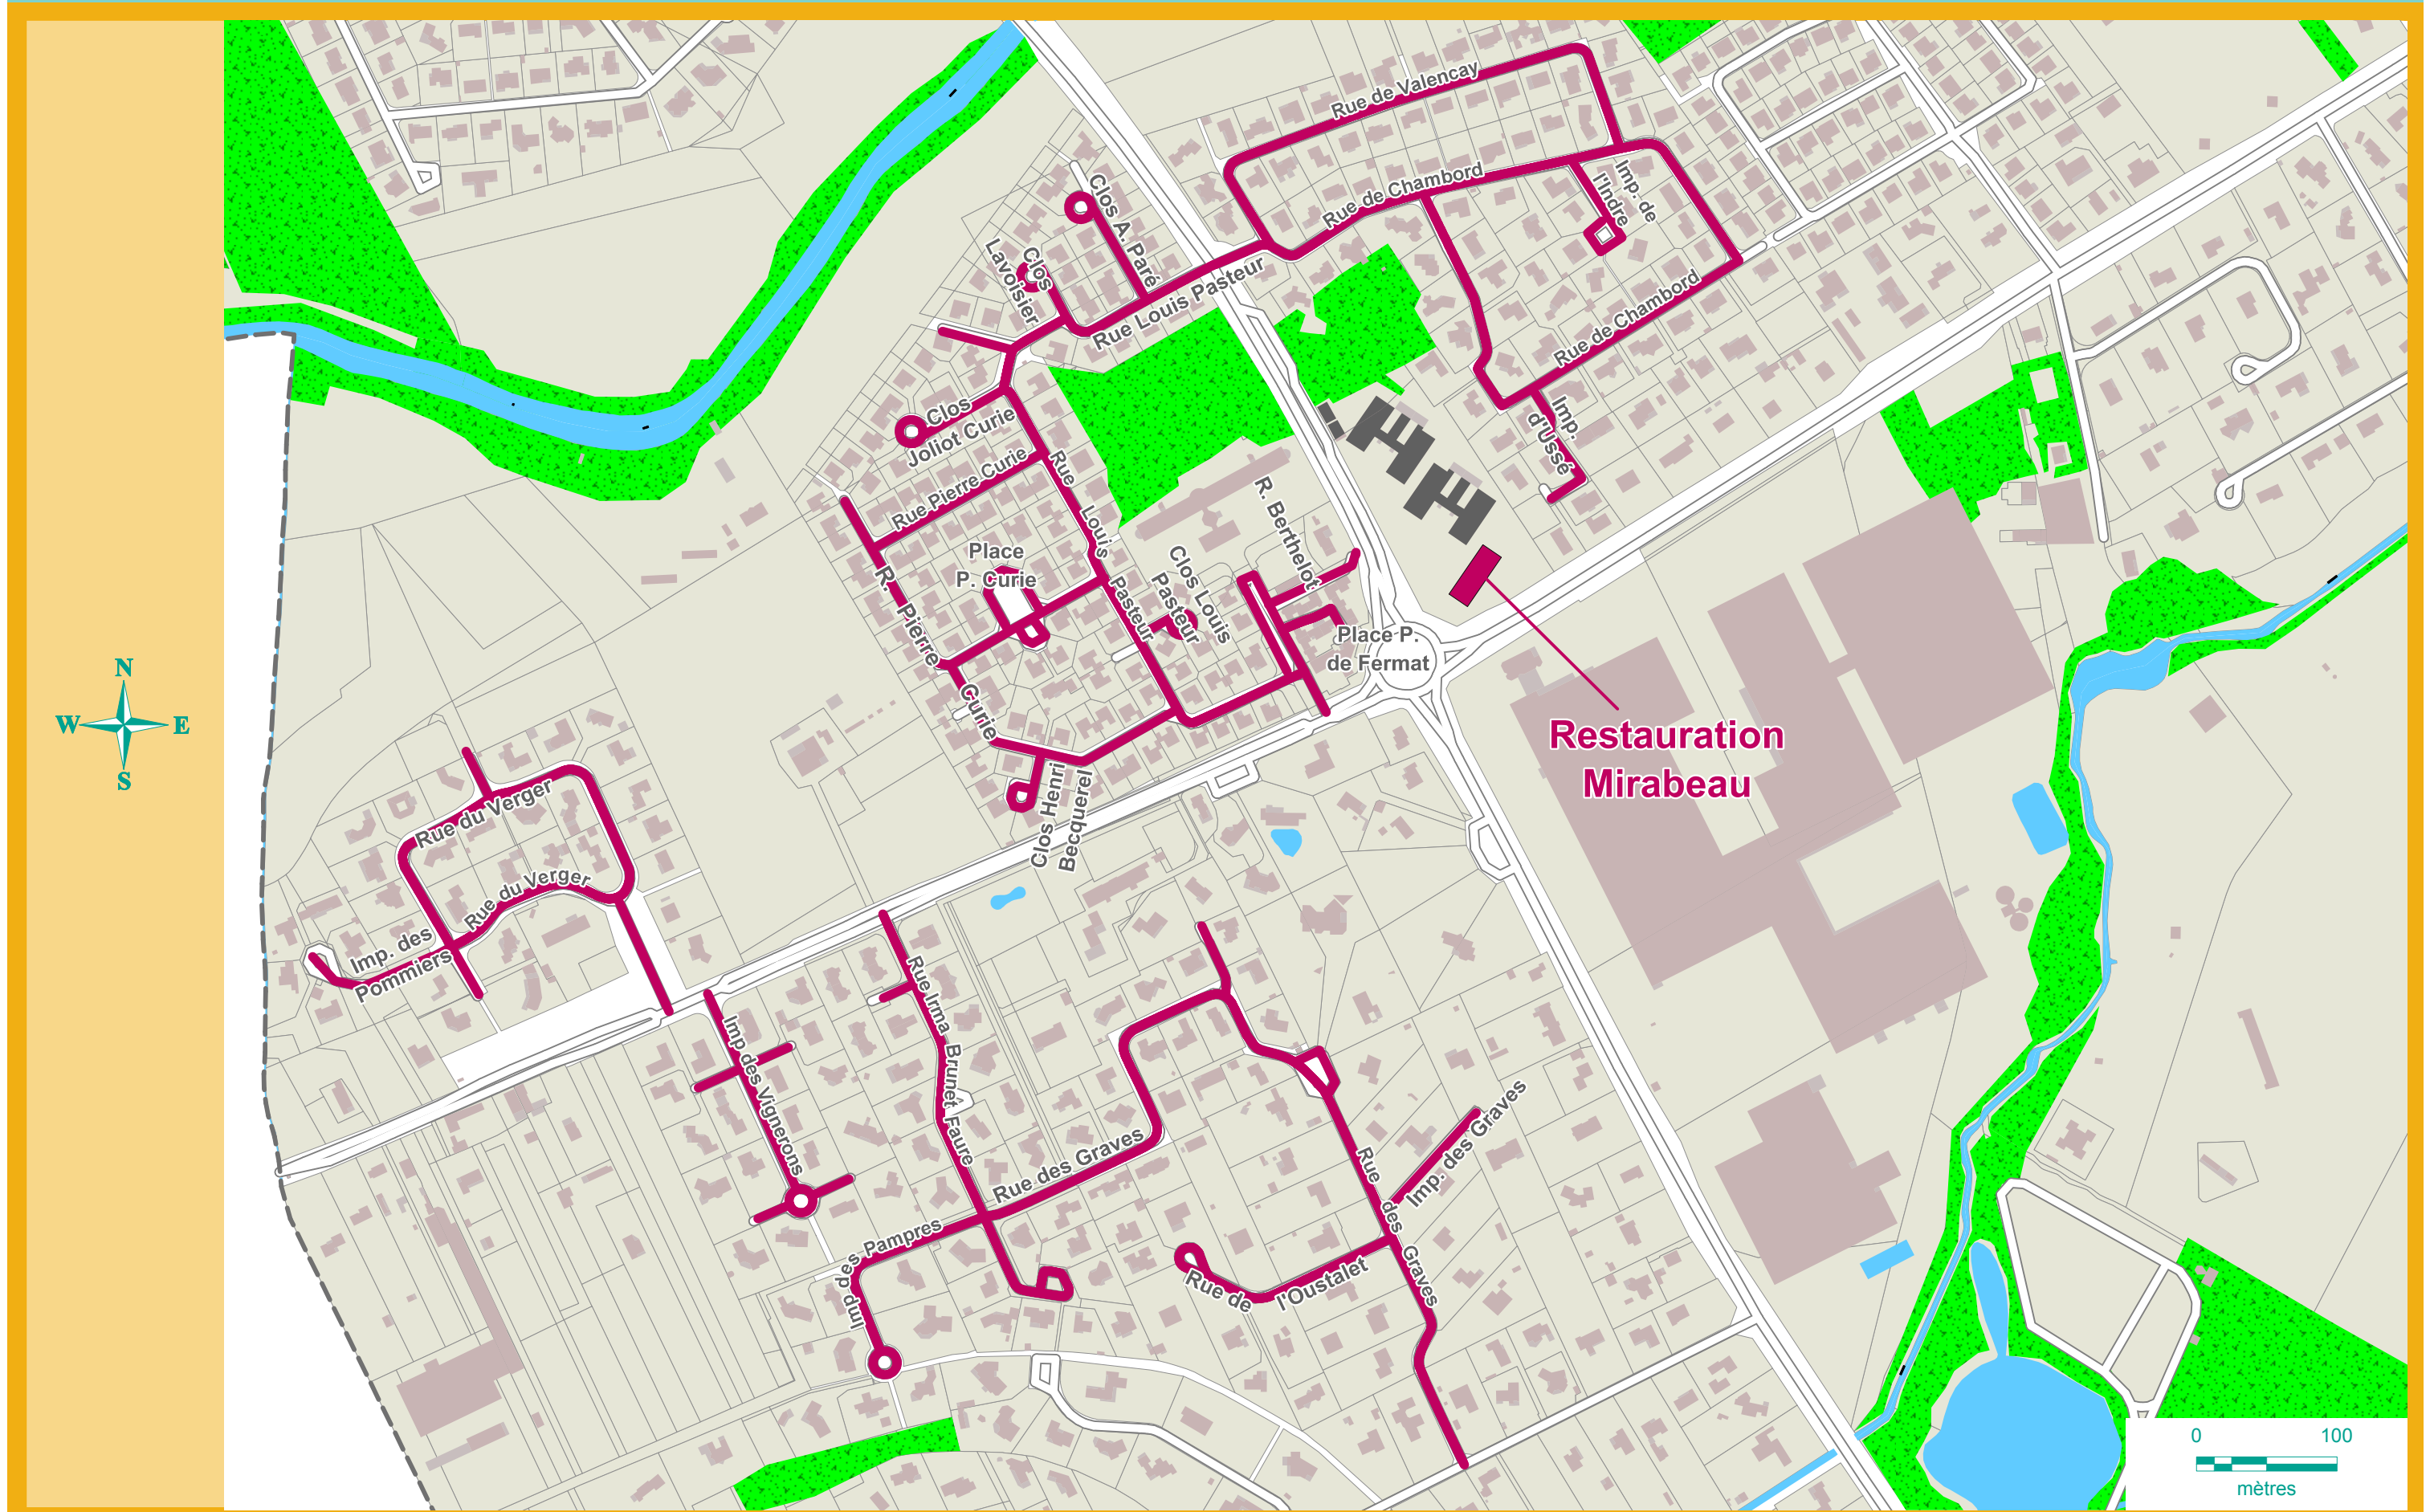 Rue de Valencay
Rue de Chambord
Imp. de
l'Indre
Clos A. Paré
Clos
Lavoisier
Rue Louis Pasteur
Rue de Chambord
Imp.
d'Ussé
Clos
Joliot Curie
Rue Pierre Curie
Rue Louis Pasteur
R. Berthelot
Place
P. Curie
Clos Louis
Pasteur
R. Pierre Curie
Place P.
de Fermat
N
W E
S
Restauration
Mirabeau
Clos Henri
Becquerel
Rue du Verger
Rue du Verger
Imp. des
Pommiers
Rue Irma Brunet Faure
Imp des Vignerons
Rue des Graves
Imp. des Graves
Rue des Graves
Imp des Pampres
Rue de l'Oustalet
0 100
mètres